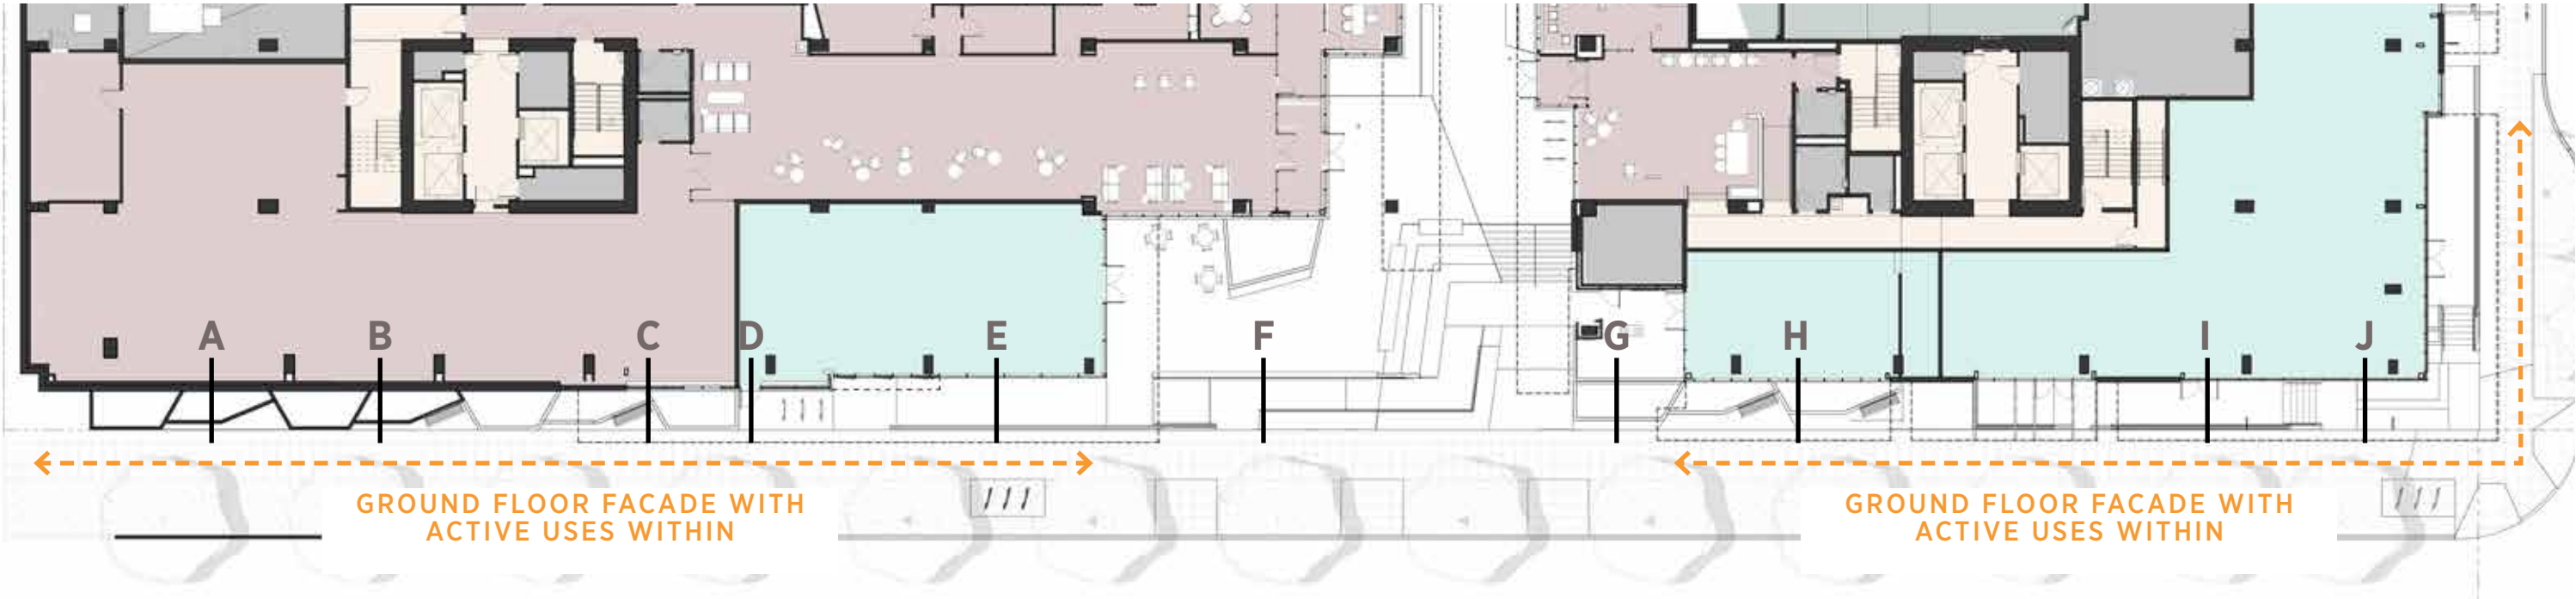 A B C D E F G H I J
GROUND FLOOR FACADE WITH
ACTIVE USES WITHIN
GROUND FLOOR FACADE WITH
ACTIVE USES WITHIN